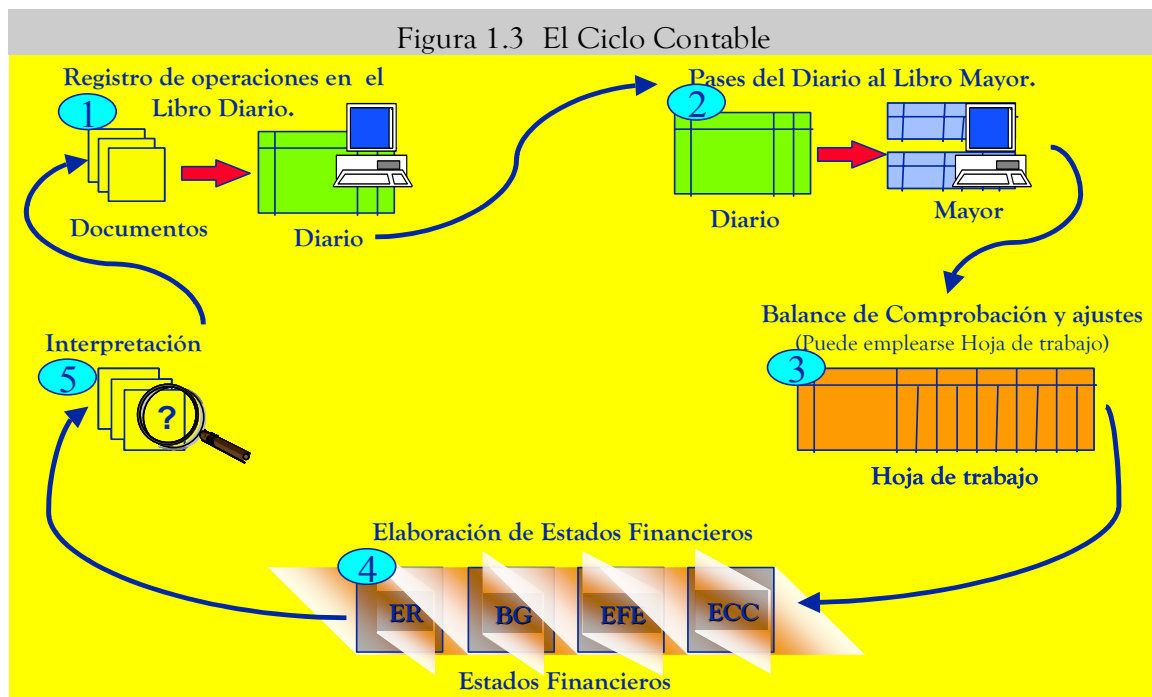 Figura 1.3 El Ciclo Contable
Registro de operaciones en el
Libro Diario.
1
Documentos
Diario
Pases del Diario al Libro Mayor.
2
Diario
Mayor
Balance de Comprobación y ajustes
(Puede emplearse Hoja de trabajo)
3
Hoja de trabajo
Elaboración de Estados Financieros
4
ER
BG
EFE
ECC
Estados Financieros
Interpretación
5
?